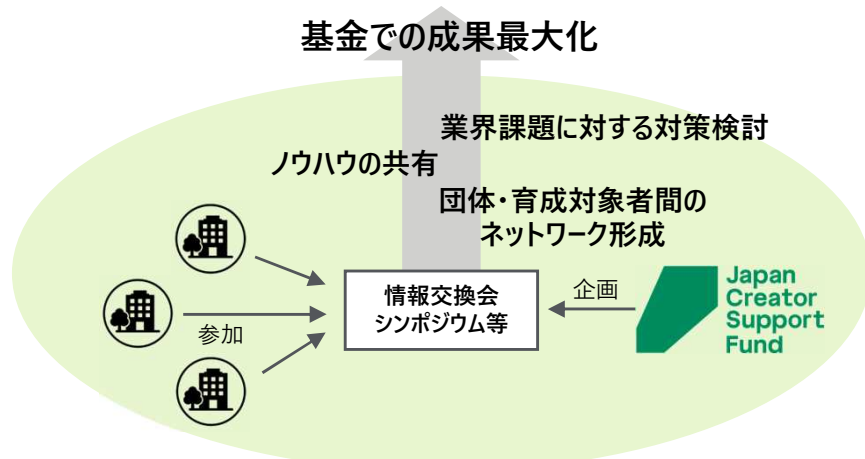 基金での成果最大化
業界課題に対する対策検討
ノウハウの共有
団体・育成対象者間の
ネットワーク形成
情報交換会
シンポジウム等
企画
参加
Japan
Creator
Support
Fund